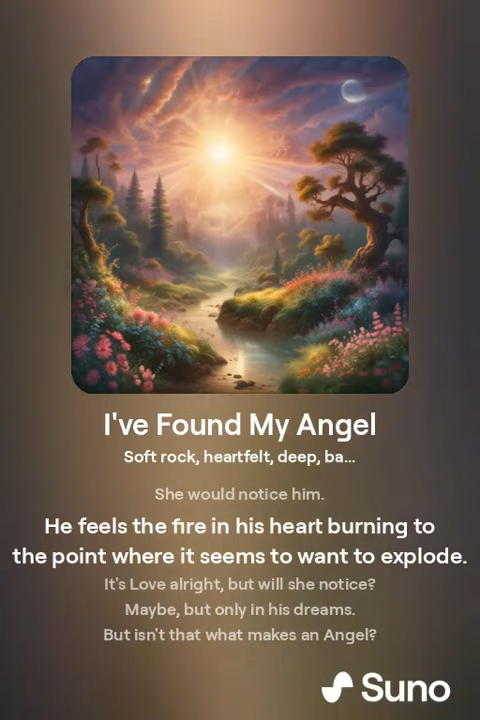 I've Found My Angel
Soft rock, heartfelt, deep, ba...
She would notice him.
He feels the fire in his heart burning to
the point where it seems to want to explode.
It's Love alright, but will she notice?
Maybe, but only in his dreams.
But isn't that what makes an Angel?
Suno